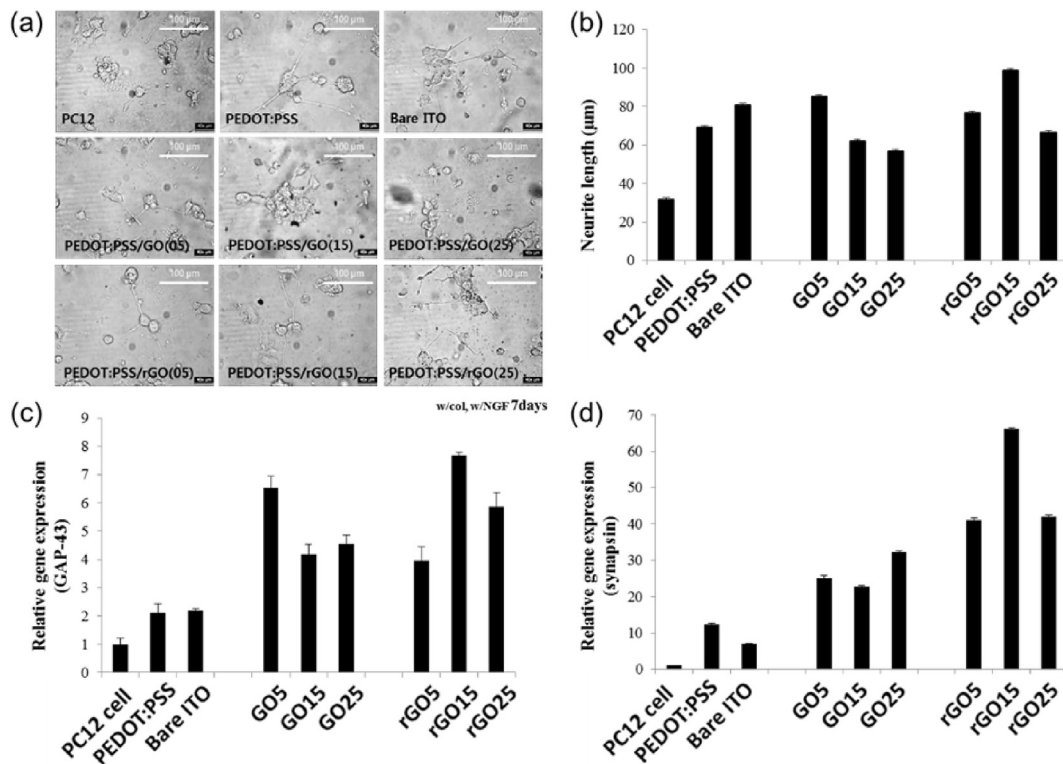 (a)
100 μm 100 μm 100 μm
PC12 PEDOT:PSS Bare ITO
100 μm 100 μm 100 μm
PEDOT:PSS/GO(05) PEDOT:PSS/GO(15) PEDOT:PSS/GO(25)
100 μm 100 μm 100 μm
PEDOT:PSS/rGO(05) PEDOT:PSS/rGO(15) PEDOT:PSS/rGO(25)
(b)
Neurite length (μm)
120
100
80
60
40
20
0
PC12 cell
PEDOT:PSS
Bare ITO
GO5
GO15
GO25
rGO5
rGO15
rGO25
(c)
w/col, w/NGF 7days
Relative gene expression
(GAP-43)
9
8
7
6
5
4
3
2
1
0
PC12 cell
PEDOT:PSS
Bare ITO
GO5
GO15
GO25
rGO5
rGO15
rGO25
(d)
Relative gene expression
(synapsin)
70
60
50
40
30
20
10
0
PC12 cell
PEDOT:PSS
Bare ITO
GO5
GO15
GO25
rGO5
rGO15
rGO25